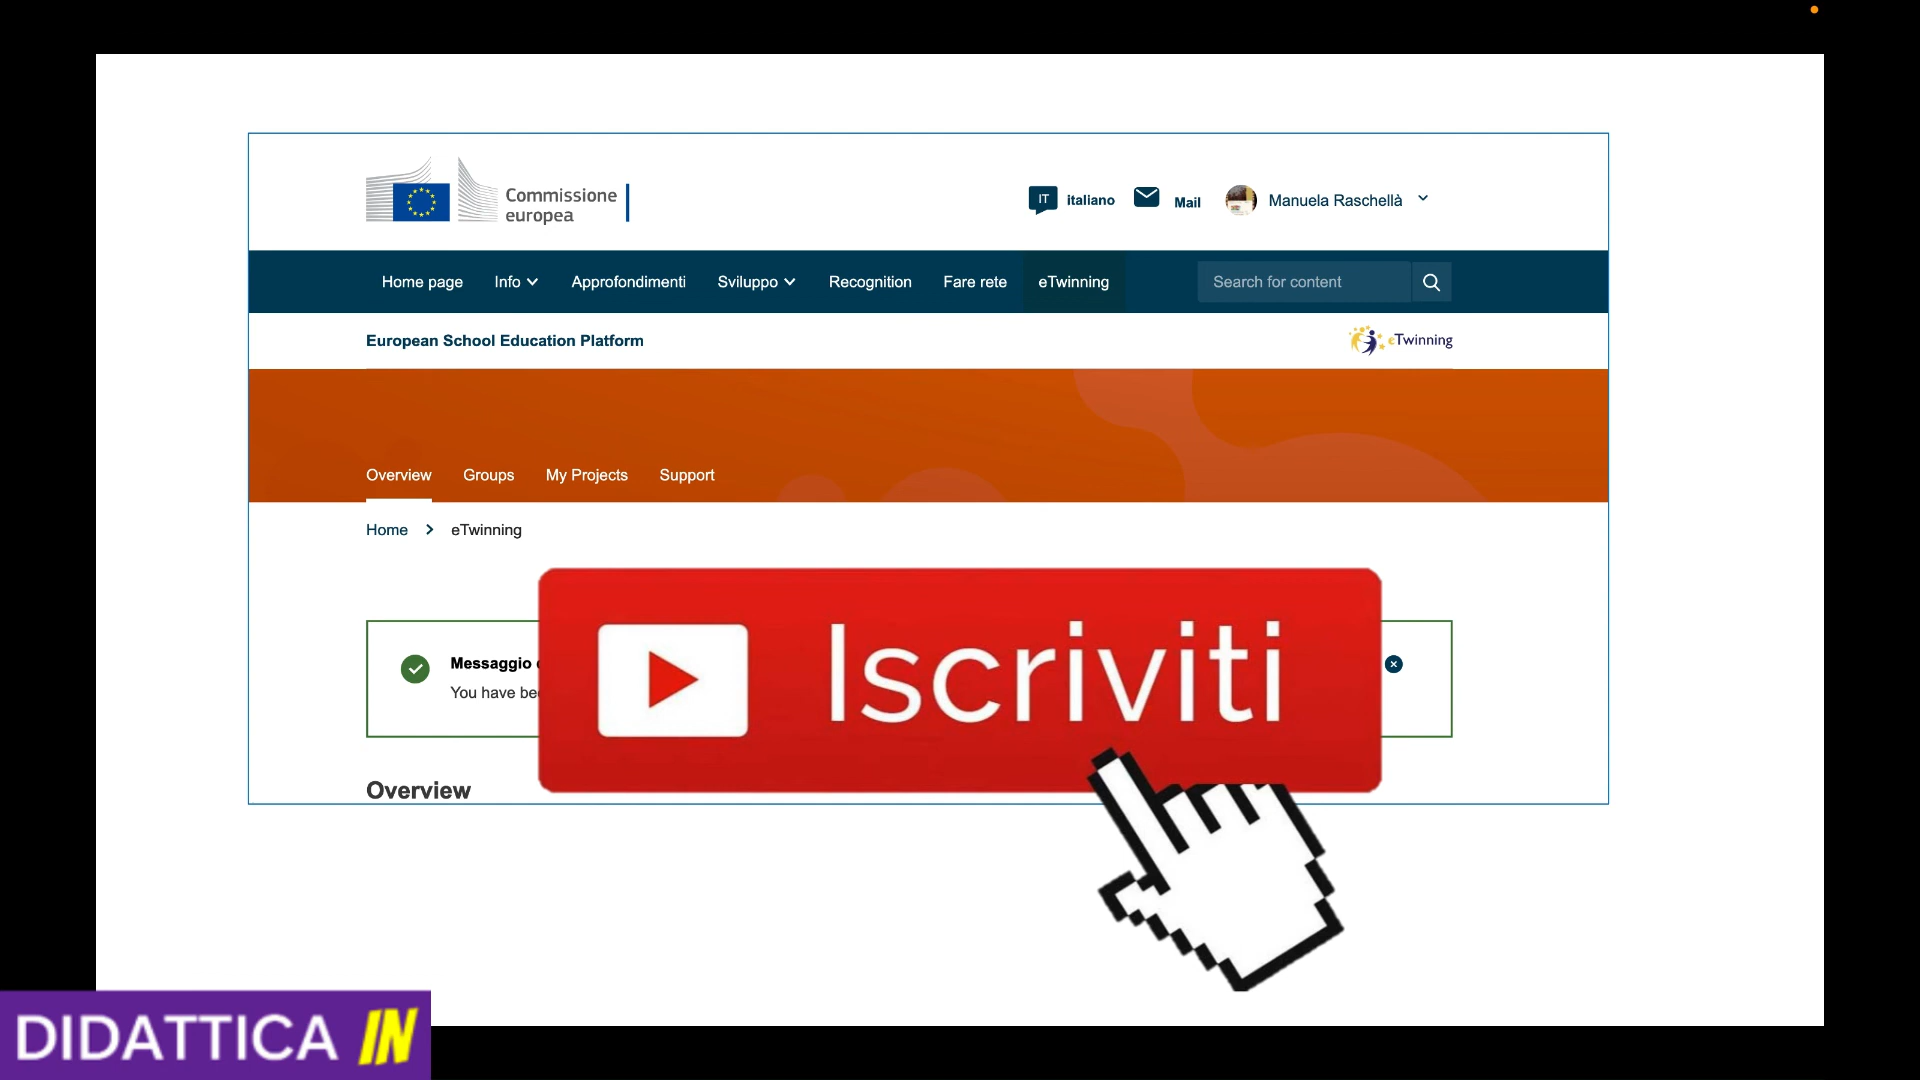 Commissione
europea
IT italiano Mail Manuela Raschellà
Home page Info Approfondimenti Sviluppo Recognition Fare rete eTwinning Search for content
European School Education Platform eTwinning
Overview Groups My Projects Support
Home > eTwinning
Messaggio
You have
Iscriviti
Overview
DIDATTICA IN